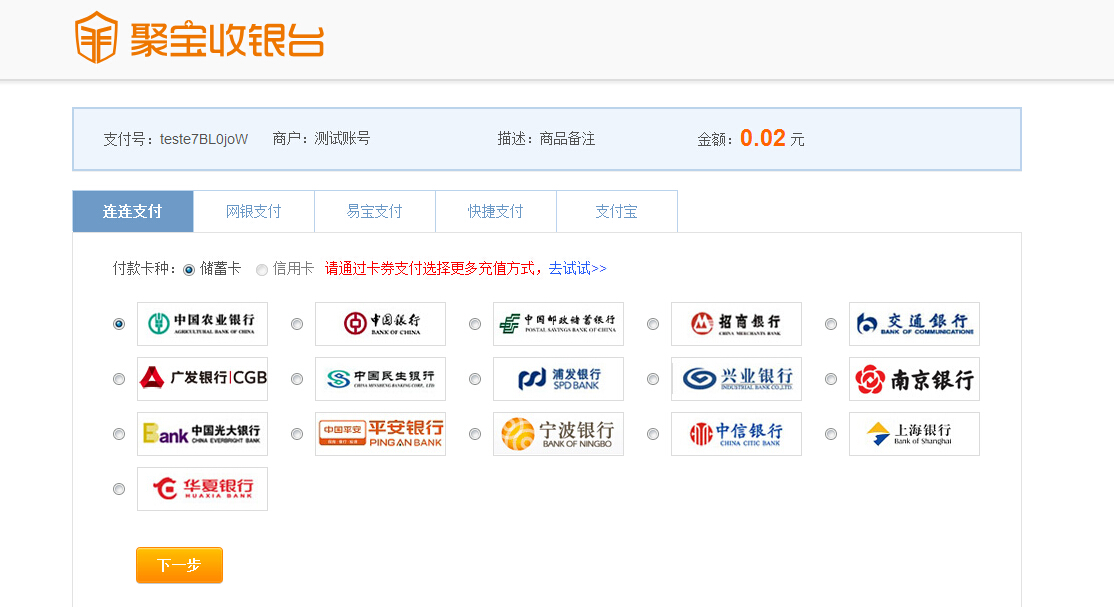 聚宝收银台
支付号：teste7BL0joW 商户：测试账号 描述：商品备注 金额：0.02 元
连连支付 网银支付 易宝支付 快捷支付 支付宝
付款卡种： 储蓄卡 信用卡 请通过卡券支付选择更多充值方式，去试试>>
中国农业银行 中国银行 中国邮政储蓄银行 招商银行 交通銀行
AGRICULTURAL BANK OF CHINA BANK OF CHINA POSTAL SAVINGS BANK OF CHINA CHINA MERCHANTS BANK BANK OF COMMUNICATIONS
广发银行|CGB 中国民生银行 浦发银行 兴业银行 南京银行
CHINA MINSHENG BANKING CORP., LTD SPD BANK INDUSTRIAL BANK CO.,LTD.
Bank 中国光大银行 中国平安 平安银行 宁波银行 中信银行 上海银行
CHINA EVERBRIGHT BANK 保险·银行·投资 PING AN BANK BANK OF NINGBO CHINA CITIC BANK Bank of Shanghai
华夏银行
HUAXIA BANK
下一步